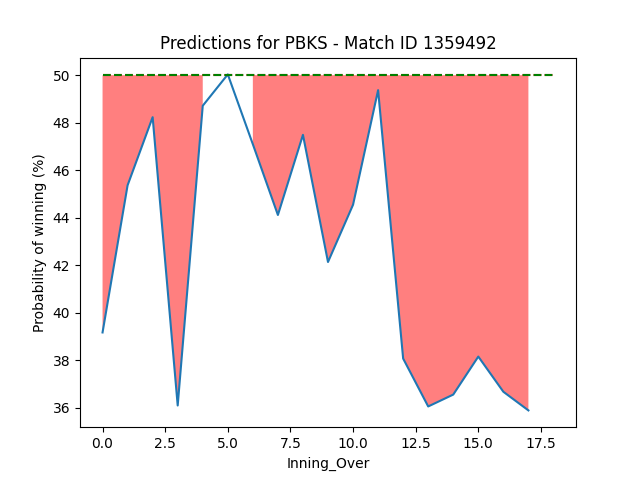 Predictions for PBKS - Match ID 1359492
Probability of winning (%)
50
48
46
44
42
40
38
36
0.0 2.5 5.0 7.5 10.0 12.5 15.0 17.5
Inning_Over